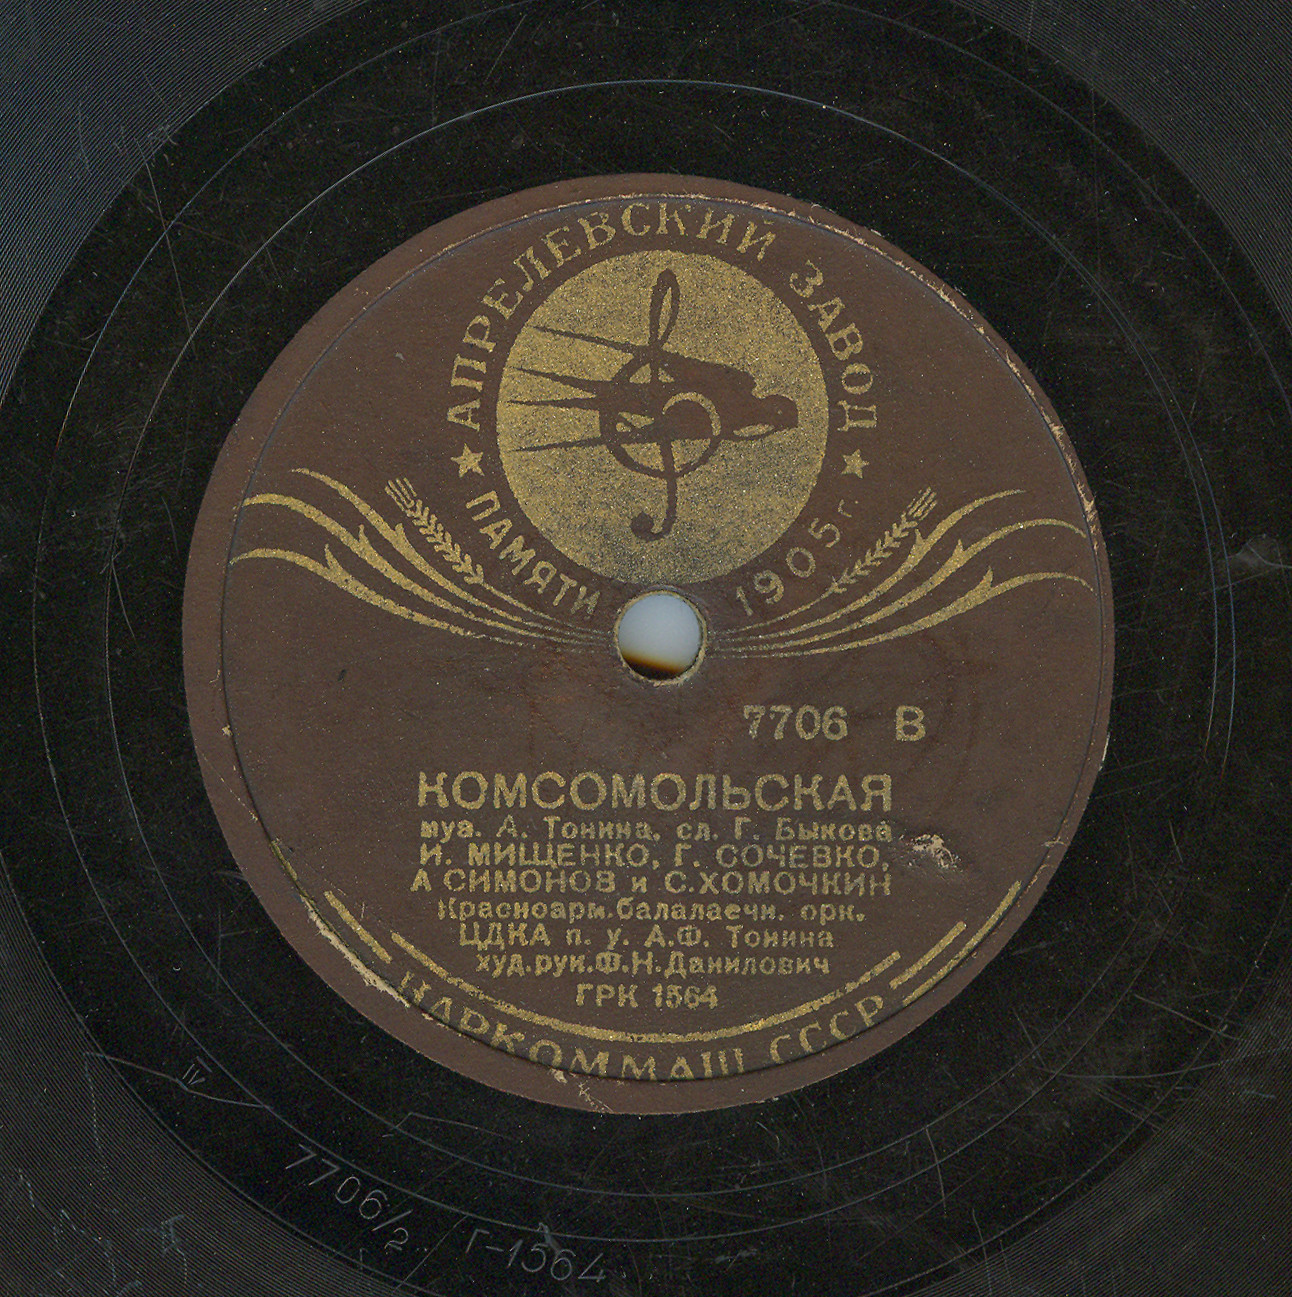 АПРЕЛЕВСКИЙ ЗАВОД
ПАМЯТИ 1905 г.
7706 В
КОМСОМОЛЬСКАЯ
муз. А. Тонина, сл. Г. Быкова
И. МИЩЕНКО, Г. СОЧЕВКО,
А СИМОНОВ и С.ХОМОЧКИН
Красноарм.балалаечн. орк.
ЦДКА п. у. А.Ф. Тонина
худ.рук.Ф.Н.Данилович
ГРК 1564
НАРКОММАШ СССР
IV
7706/2 Г-1564